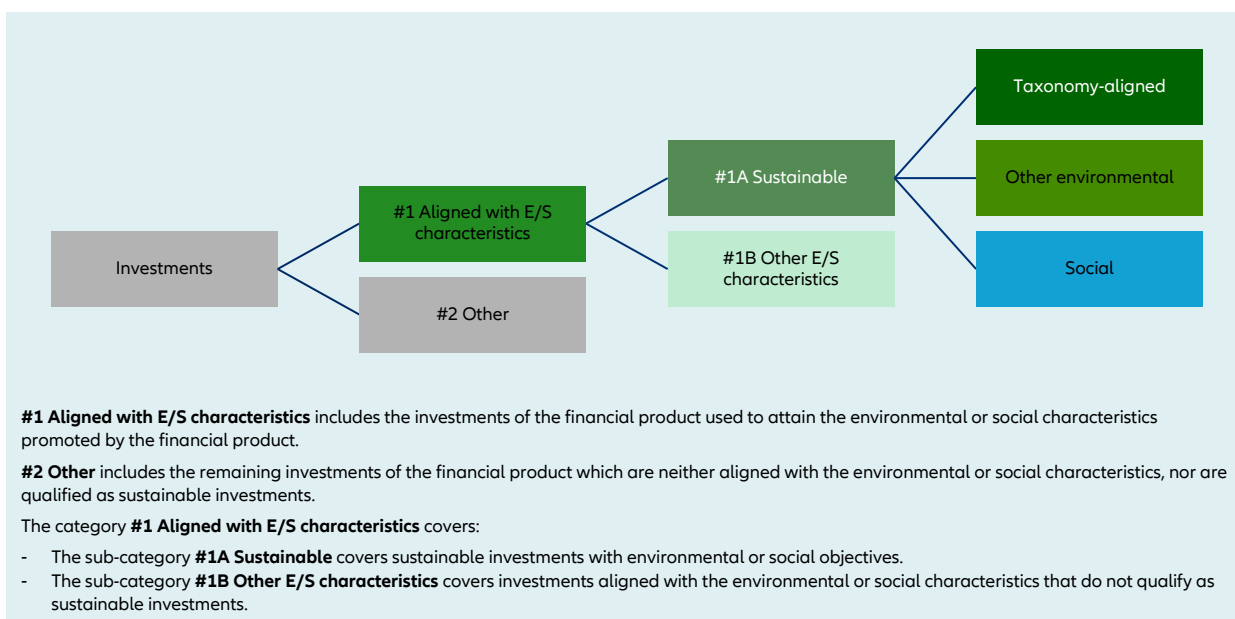 Taxonomy-aligned
#1A Sustainable
Other environmental
#1 Aligned with E/S
characteristics
Investments
#1B Other E/S
characteristics
Social
#2 Other
#1 Aligned with E/S characteristics includes the investments of the financial product used to attain the environmental or social characteristics
promoted by the financial product.
#2 Other includes the remaining investments of the financial product which are neither aligned with the environmental or social characteristics, nor are
qualified as sustainable investments.
The category #1 Aligned with E/S characteristics covers:
- The sub-category #1A Sustainable covers sustainable investments with environmental or social objectives.
- The sub-category #1B Other E/S characteristics covers investments aligned with the environmental or social characteristics that do not qualify as
sustainable investments.